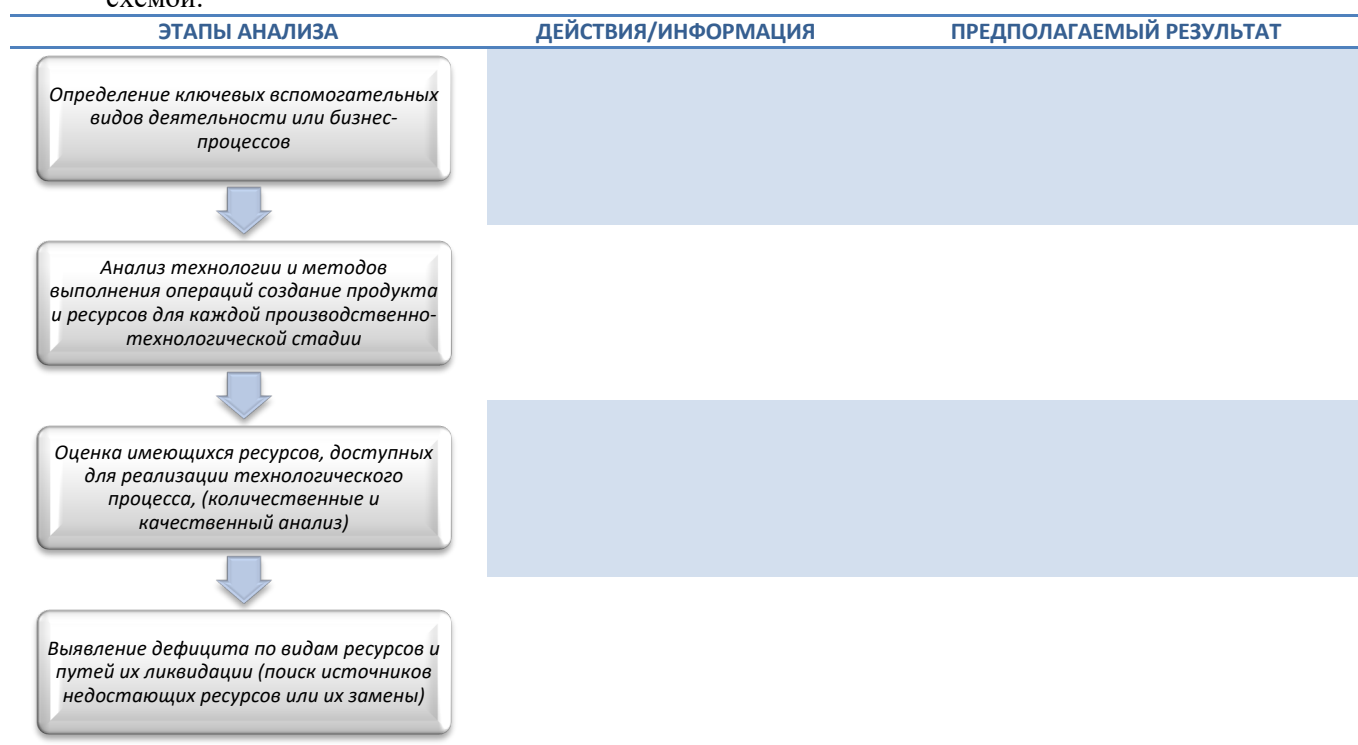 схемой:
ЭТАПЫ АНАЛИЗА ДЕЙСТВИЯ/ИНФОРМАЦИЯ ПРЕДПОЛАГАЕМЫЙ РЕЗУЛЬТАТ
Определение ключевых вспомогательных
видов деятельности или бизнес-
процессов
Анализ технологии и методов
выполнения операций создание продукта
и ресурсов для каждой производственно-
технологической стадии
Оценка имеющихся ресурсов, доступных
для реализации технологического
процесса, (количественные и
качественный анализ)
Выявление дефицита по видам ресурсов и
путей их ликвидации (поиск источников
недостающих ресурсов или их замены)